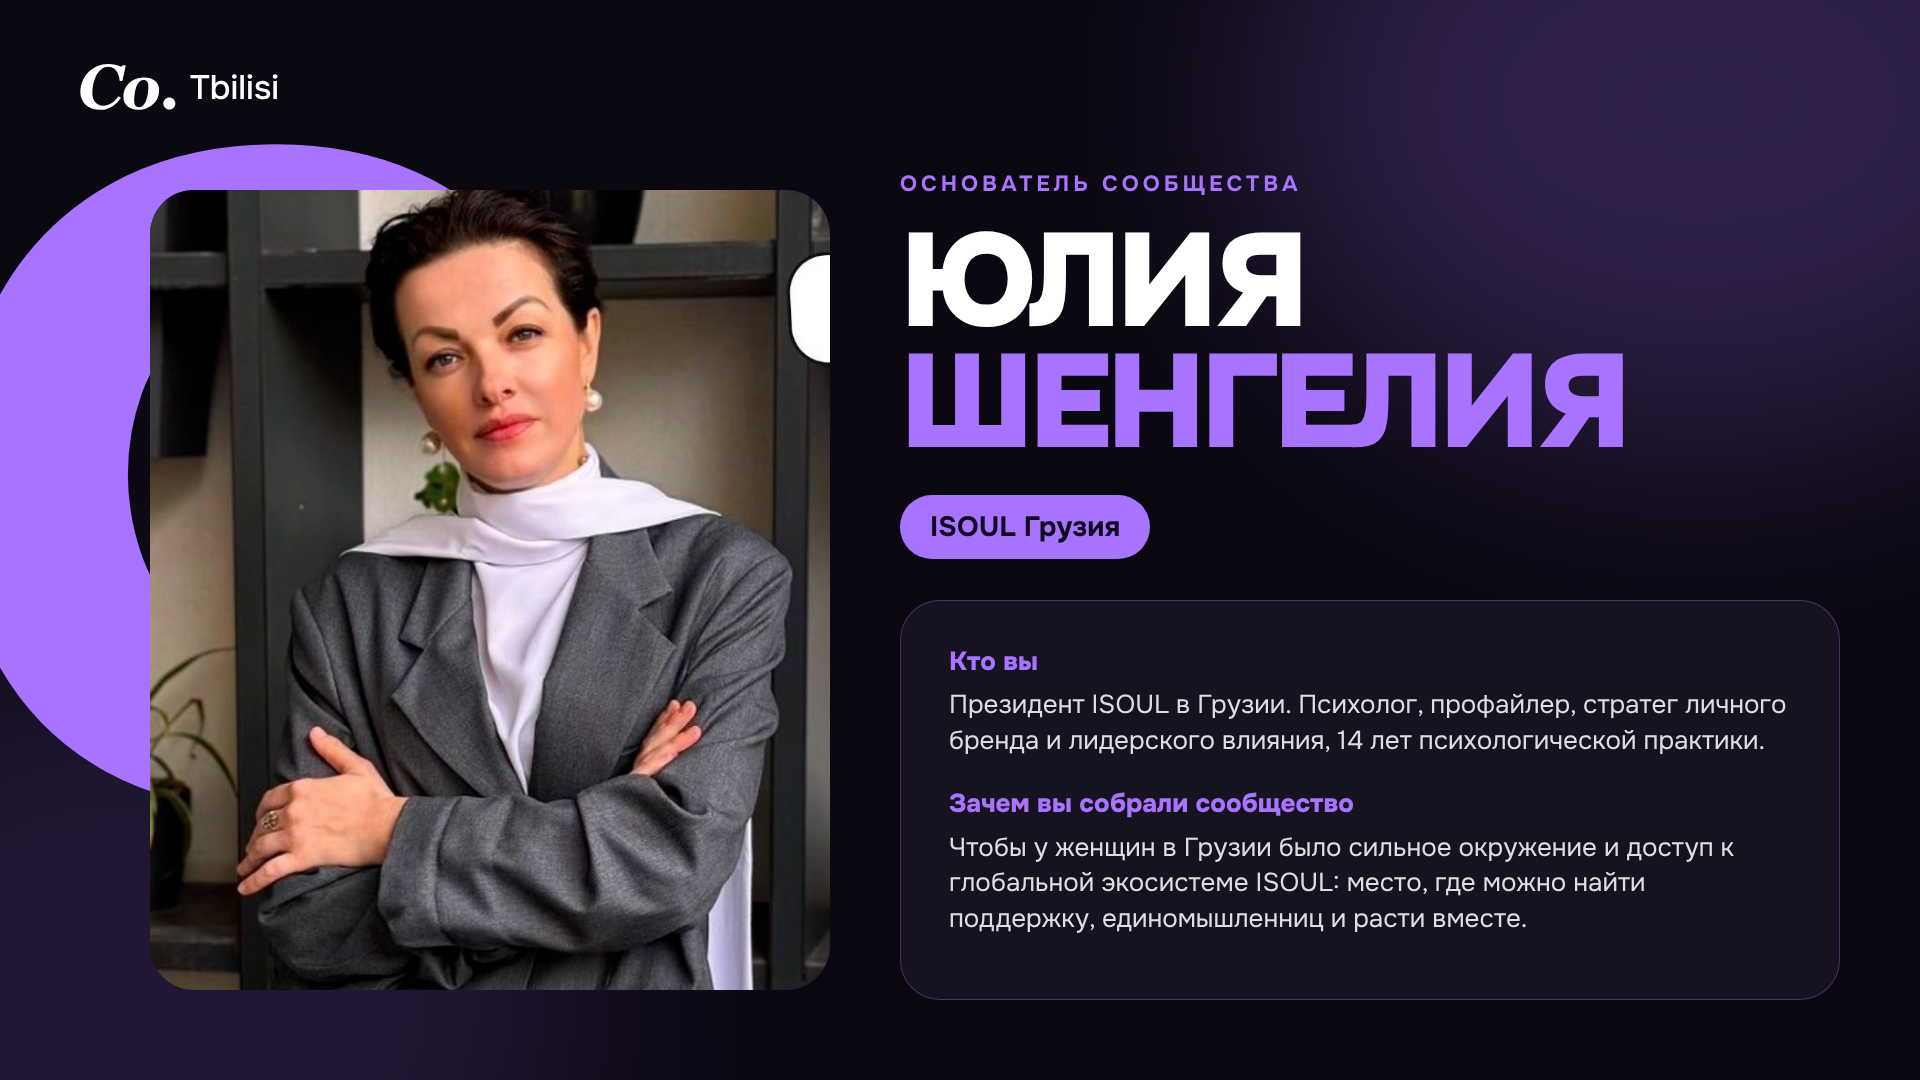 Co. Tbilisi
ОСНОВАТЕЛЬ СООБЩЕСТВА
ЮЛИЯ
ШЕНГЕЛИЯ
ISOUL Грузия
Кто вы
Президент ISOUL в Грузии. Психолог, профайлер, стратег личного
бренда и лидерского влияния, 14 лет психологической практики.
Зачем вы собрали сообщество
Чтобы у женщин в Грузии было сильное окружение и доступ к
глобальной экосистеме ISOUL: место, где можно найти
поддержку, единомышленниц и расти вместе.